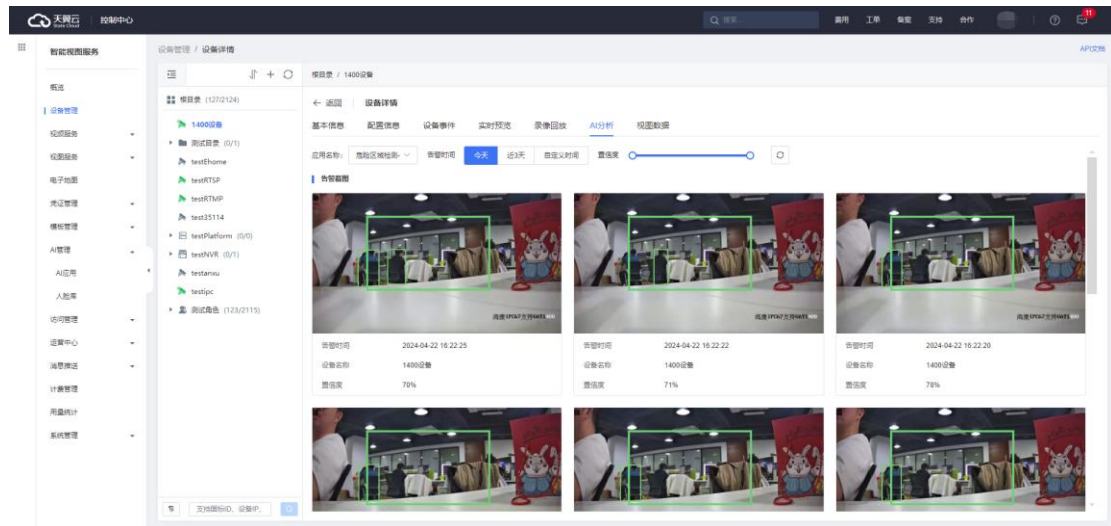 天翼云 控制中心 搜索... 费用 工单 备案 支持 合作 11
State Cloud
智能视图服务
概览
设备管理
视频服务
视图服务
电子地图
凭证管理
模板管理
AI管理
AI应用
人脸库
访问管理
运营中心
消息推送
计费管理
用量统计
系统管理
设备管理 / 设备详情 API文档
根目录 (127/2124)
1400设备
测试目录 (0/1)
testEhome
testRTSP
testRTMP
test35114
testPlatform (0/0)
testNVR (0/1)
testanxu
testipc
测试角色 (123/2115)
支持国标ID、设备IP、
根目录 / 1400设备
← 返回 设备详情
基本信息 配置信息 设备事件 实时预览 录像回放 AI分析 视图数据
应用名称: 危险区域检测- 告警时间 今天 近3天 自定义时间 置信度
告警截图
告警时间 2024-04-22 16:22:25
设备名称 1400设备
置信度 70%
告警时间 2024-04-22 16:22:22
设备名称 1400设备
置信度 71%
告警时间 2024-04-22 16:22:20
设备名称 1400设备
置信度 78%